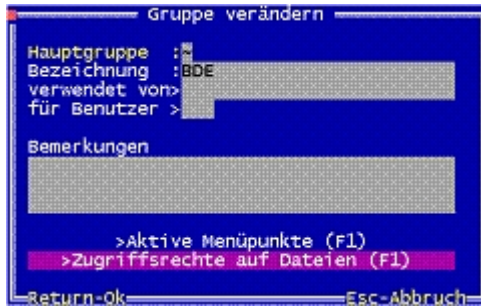 Gruppe verändern
Hauptgruppe :~
Bezeichnung :BDE
verwendet von>
für Benutzer >
Bemerkungen
>Aktive Menüpunkte (F1)
>Zugriffsrechte auf Dateien (F1)
Return-Ok Esc-Abbruch